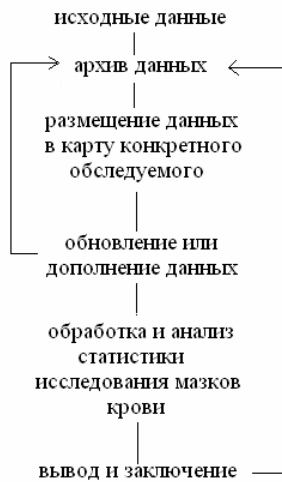 исходные данные
архив данных
размещение данных
в карту конкретного
обследуемого
обновление или
дополнение данных
обработка и анализ
статистики
исследования мазков
крови
вывод и заключение